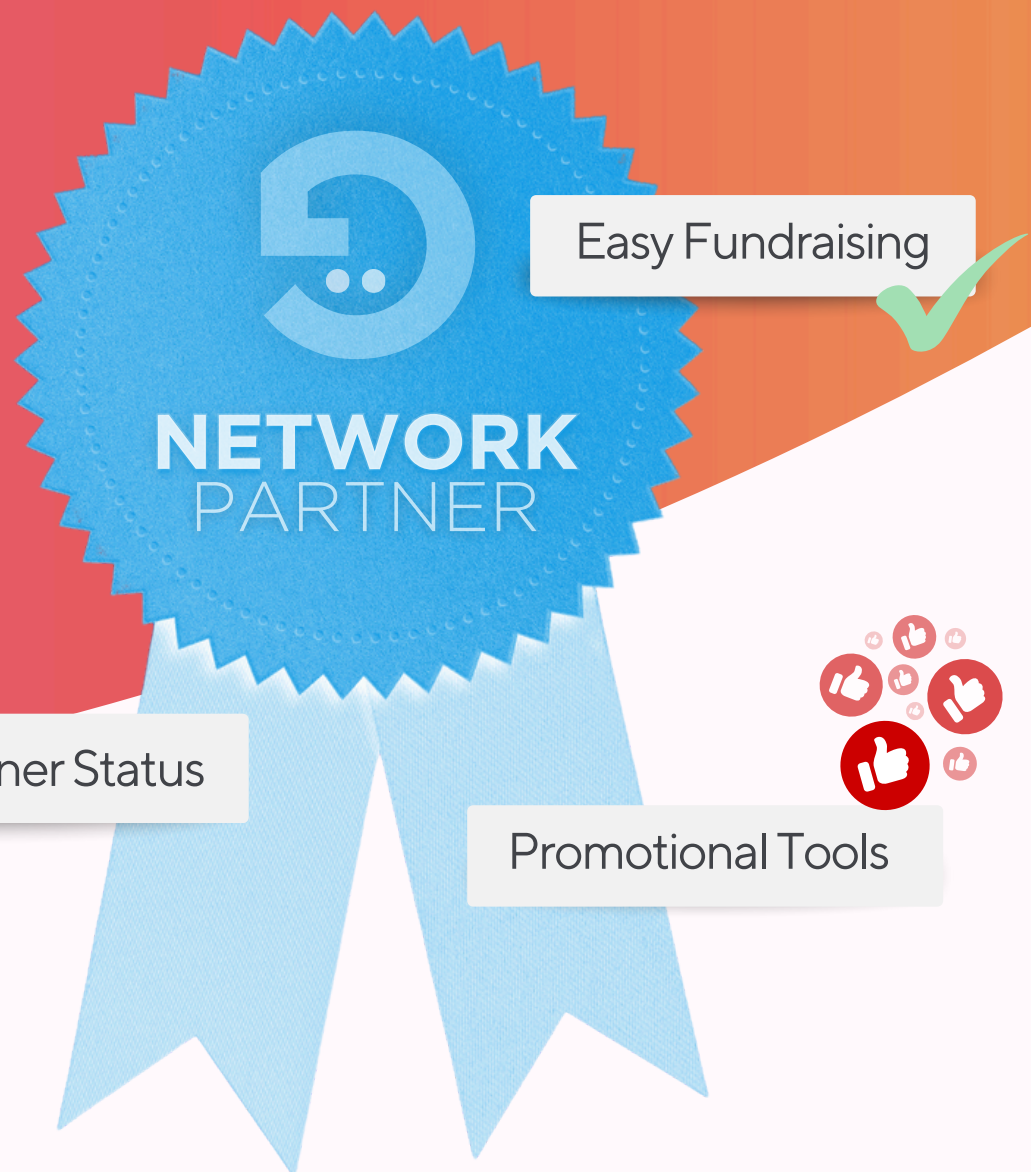 Easy Fundraising
NETWORK
PARTNER
ner Status
Promotional Tools